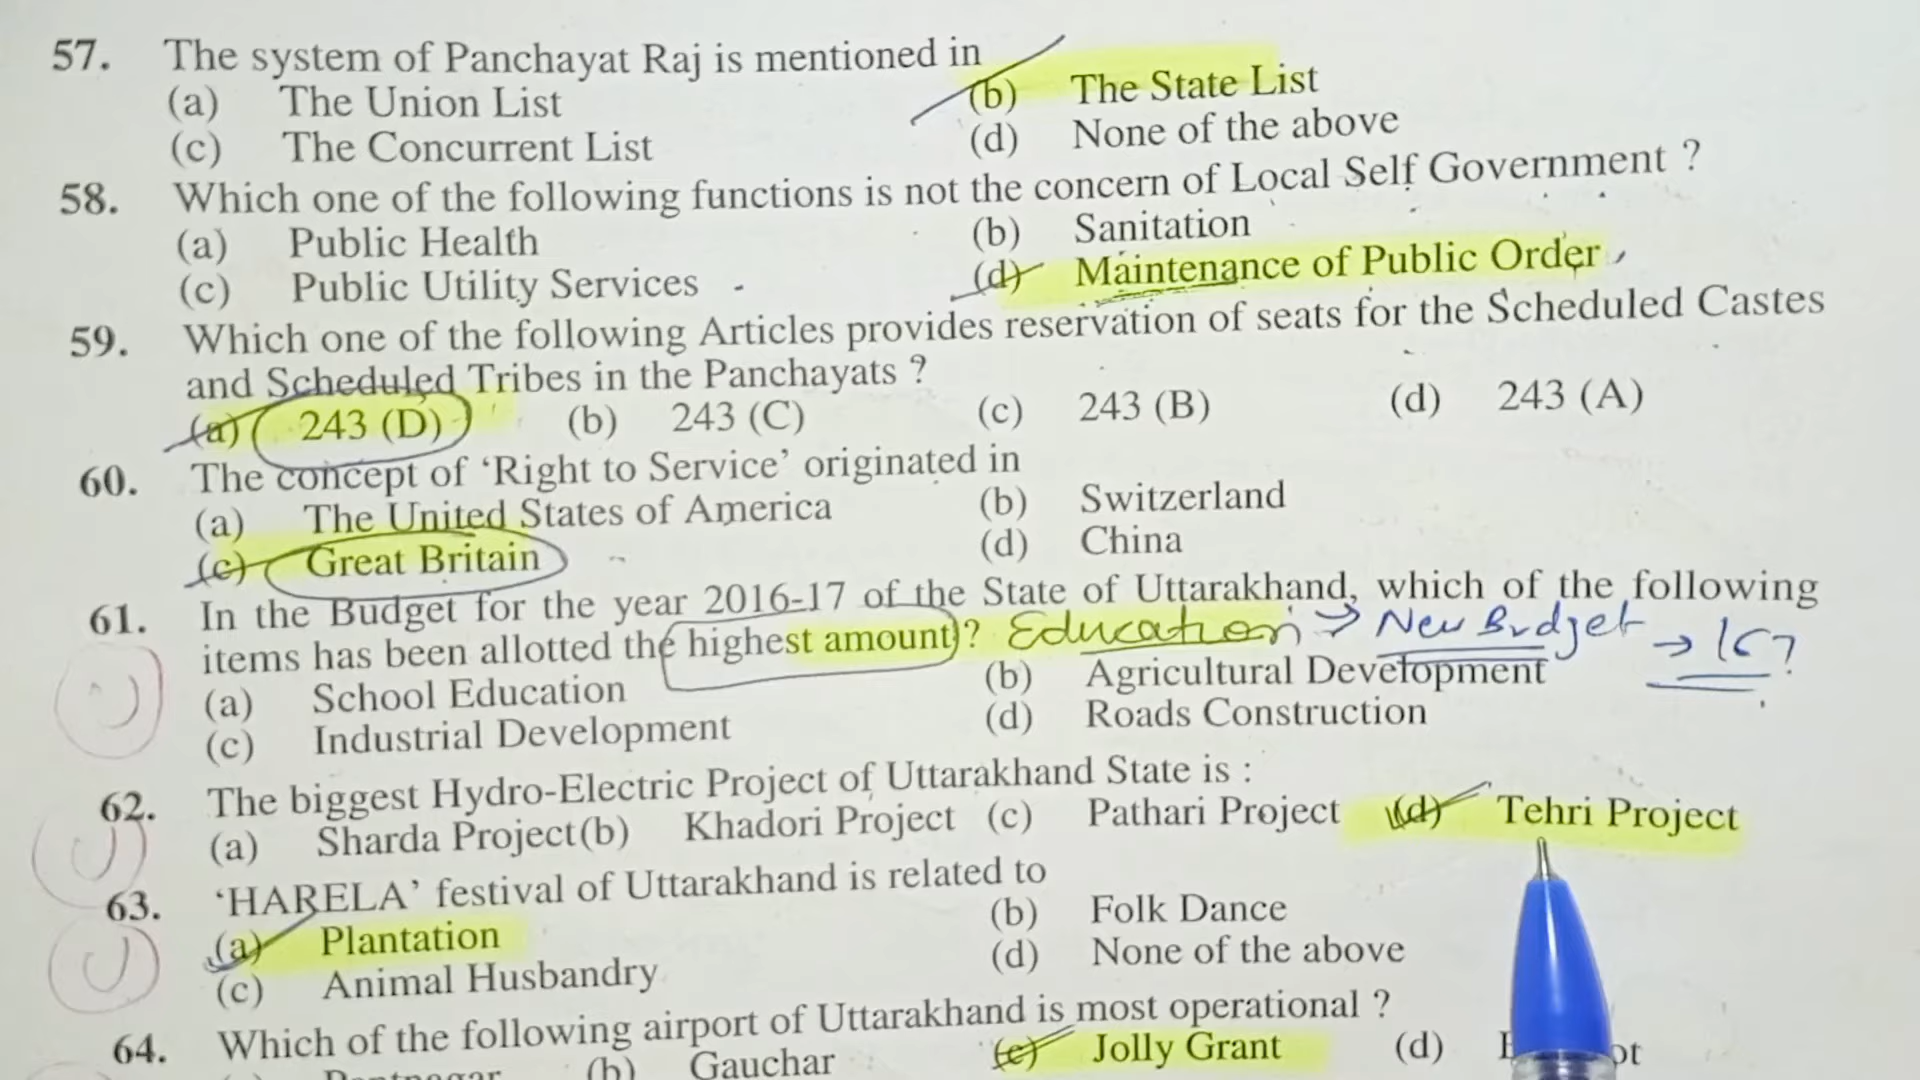 57. The system of Panchayat Raj is mentioned in
(a) The Union List (b) The State List
(c) The Concurrent List (d) None of the above
58. Which one of the following functions is not the concern of Local Self Government ?
(a) Public Health (b) Sanitation
(c) Public Utility Services (d) Maintenance of Public Order
59. Which one of the following Articles provides reservation of seats for the Scheduled Castes
and Scheduled Tribes in the Panchayats ?
(a) 243 (D) (b) 243 (C) (c) 243 (B) (d) 243 (A)
60. The concept of ‘Right to Service’ originated in
(a) The United States of America (b) Switzerland
(c) Great Britain (d) China
61. In the Budget for the year 2016-17 of the State of Uttarakhand, which of the following
items has been allotted the highest amount ? Education → New Budget →
(a) School Education (b) Agricultural Development
(c) Industrial Development (d) Roads Construction
62. The biggest Hydro-Electric Project of Uttarakhand State is :
(a) Sharda Project (b) Khadori Project (c) Pathari Project (d) Tehri Project
63. ‘HARELA’ festival of Uttarakhand is related to
(a) Plantation (b) Folk Dance
(c) Animal Husbandry (d) None of the above
64. Which of the following airport of Uttarakhand is most operational ?
(b) Gauchar (c) Jolly Grant (d)